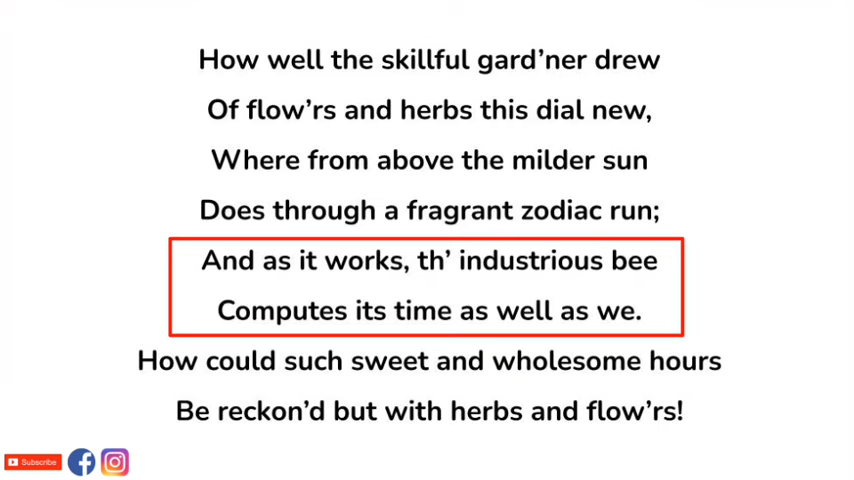 How well the skillful gard’ner drew
Of flow’rs and herbs this dial new,
Where from above the milder sun
Does through a fragrant zodiac run;
And as it works, th’ industrious bee
Computes its time as well as we.
How could such sweet and wholesome hours
Be reckon’d but with herbs and flow’rs!
Subscribe